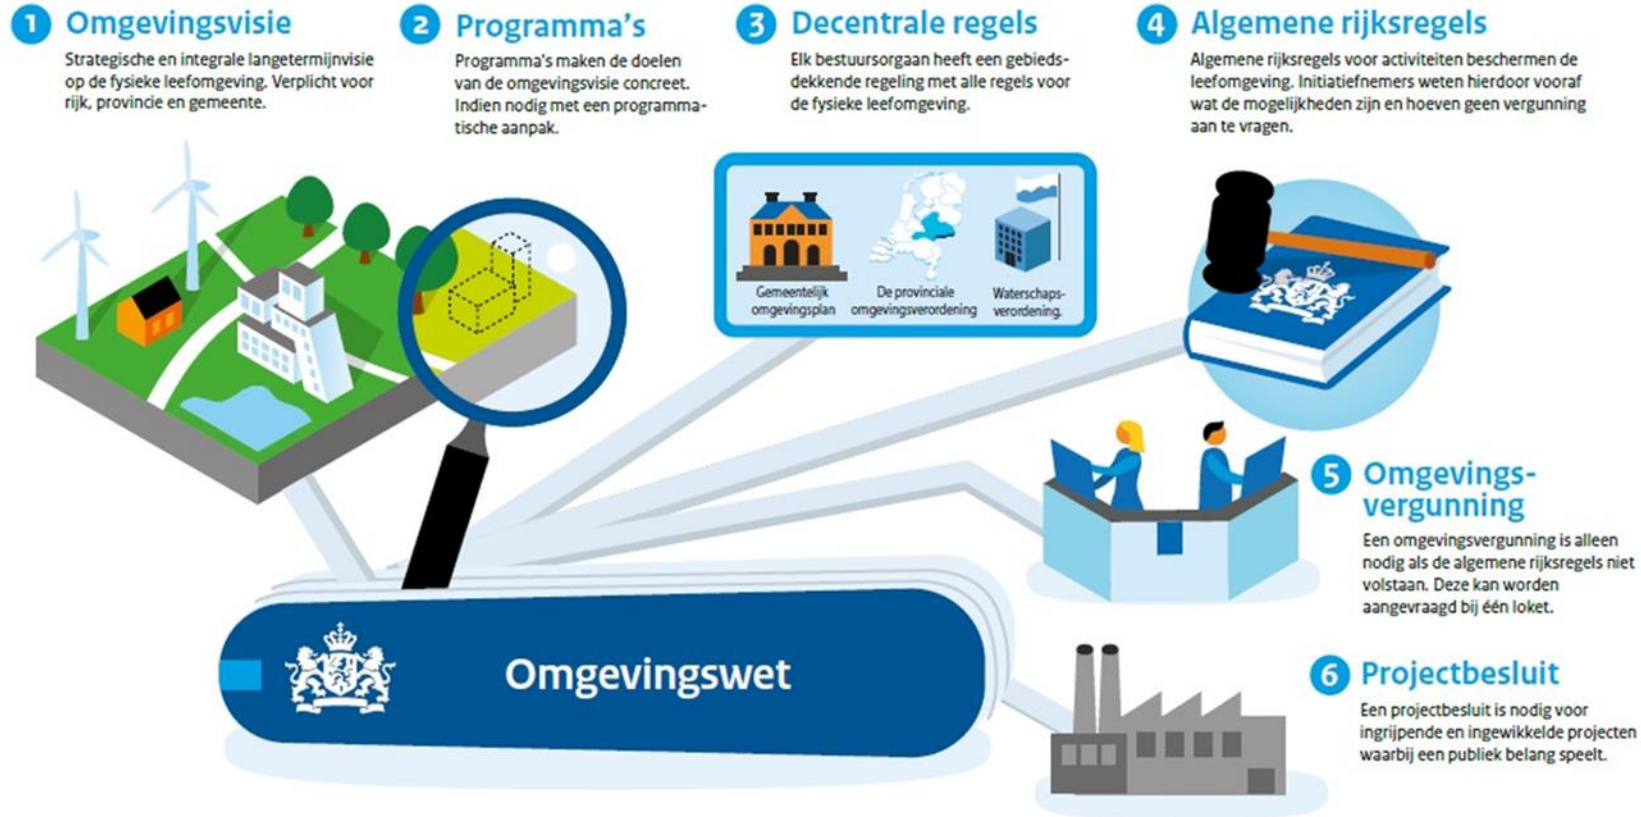 1 Omgevingsvisie
Strategische en integrale langetermijnvisie
op de fysieke leefomgeving. Verplicht voor
rijk, provincie en gemeente.
2 Programma's
Programma's maken de doelen
van de omgevingsvisie concreet.
Indien nodig met een programma-
tische aanpak.
3 Decentrale regels
Elk bestuursorgaan heeft een gebieds-
dekkende regeling met alle regels voor
de fysieke leefomgeving.
Gemeentelijk
omgevingsplan
De provinciale
omgevingsverordening
Waterschaps-
verordening.
4 Algemene rijksregels
Algemene rijksregels voor activiteiten beschermen de
leefomgeving. Initiatiefnemers weten hierdoor vooraf
wat de mogelijkheden zijn en hoeven geen vergunning
aan te vragen.
5 Omgevings-
vergunning
Een omgevingsvergunning is alleen
nodig als de algemene rijksregels niet
volstaan. Deze kan worden
aangevraagd bij één loket.
6 Projectbesluit
Een projectbesluit is nodig voor
ingrijpende en ingewikkelde projecten
waarbij een publiek belang speelt.
Omgevingswet